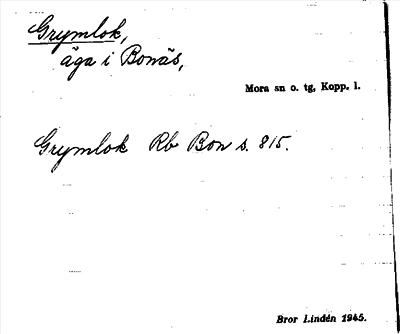 Grymlok,
äga i Bonäs,
Mora sn o. tg, Kopp. l.
Grymlok Rb Bon s. 815.
Bror Lindén 1945.